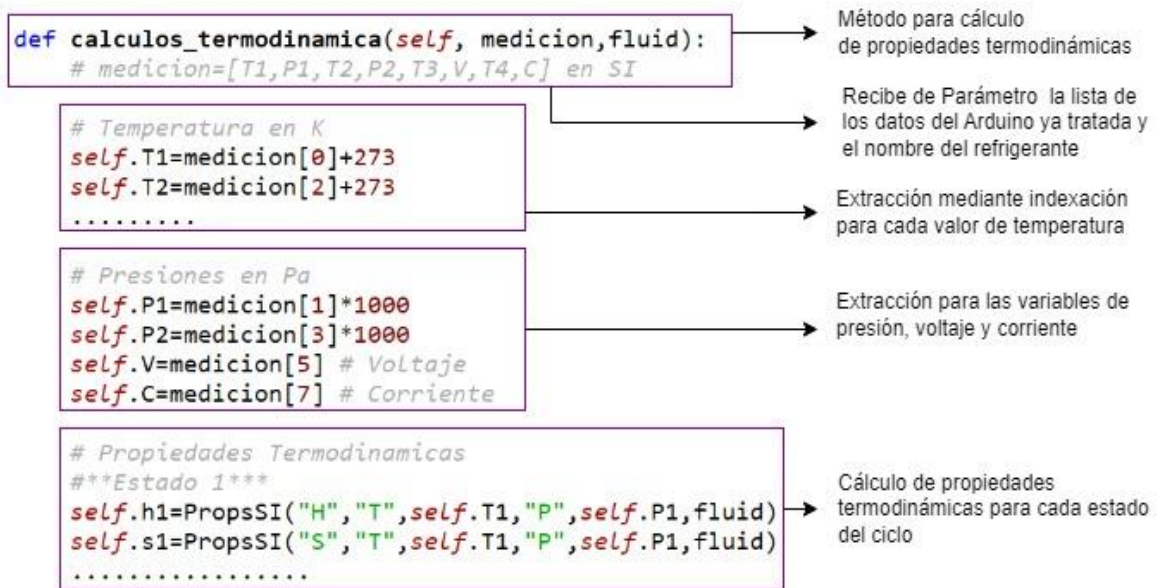 def calculos_termodinamica(self, medicion,fluid):
# medicion=[T1,P1,T2,P2,T3,V,T4,C] en SI
Método para cálculo
de propiedades termodinámicas
Recibe de Parámetro la lista de
los datos del Arduino ya tratada y
el nombre del refrigerante
# Temperatura en K
self.T1=medicion[0]+273
self.T2=medicion[2]+273
.........
Extracción mediante indexación
para cada valor de temperatura
# Presiones en Pa
self.P1=medicion[1]*1000
self.P2=medicion[3]*1000
self.V=medicion[5] # Voltaje
self.C=medicion[7] # Corriente
Extracción para las variables de
presión, voltaje y corriente
# Propiedades Termodinamicas
#**Estado 1***
self.h1=PropsSI("H","T",self.T1,"P",self.P1,fluid)
self.s1=PropsSI("S","T",self.T1,"P",self.P1,fluid)
.................
Cálculo de propiedades
termodinámicas para cada estado
del ciclo